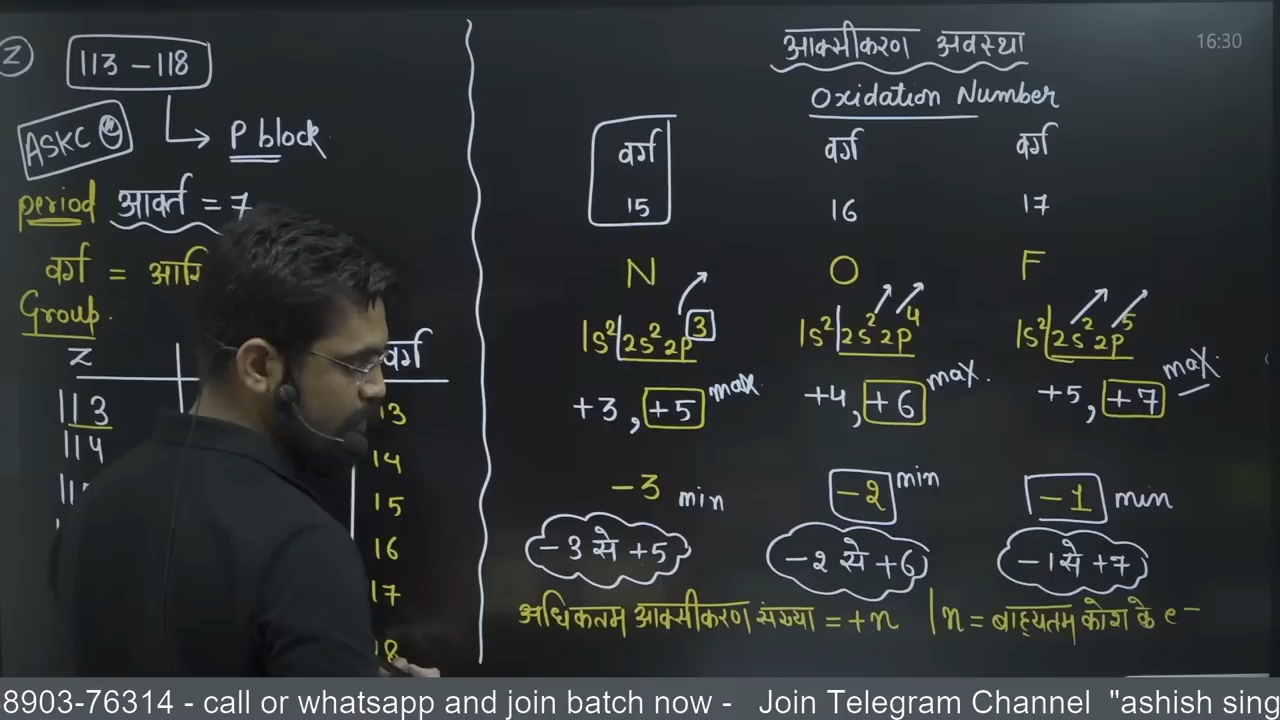 Z
113 – 118
ASKC
→ P block
period आवर्त = 7
वर्ग =
Group.
Z वर्ग
113 13
114 14
15
16
17
18
आक्सीकरण अवस्था
16:30
Oxidation Number
वर्ग वर्ग वर्ग
15 16 17
N O F
1s²|2s² 2p³ 1s²|2s² 2p⁴ 1s²|2s² 2p⁵
+3, +5 max. +4, +6 max. +5, +7 max
-3 min -2 min -1 min
-3 से +5 -2 से +6 -1 से +7
अधिकतम आक्सीकरण संख्या = +n | n = बाह्यतम कोश के e⁻
8903-76314 - call or whatsapp and join batch now - Join Telegram Channel "ashish sing